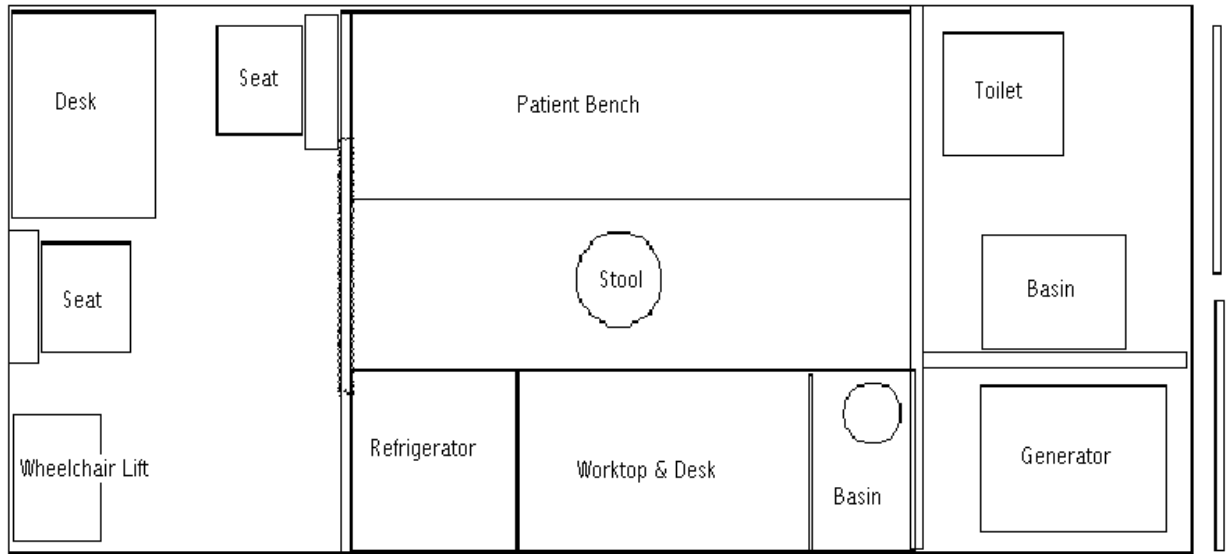 Desk
Seat
Patient Bench
Toilet
Seat
Stool
Basin
Wheelchair Lift
Refrigerator
Worktop & Desk
Basin
Generator